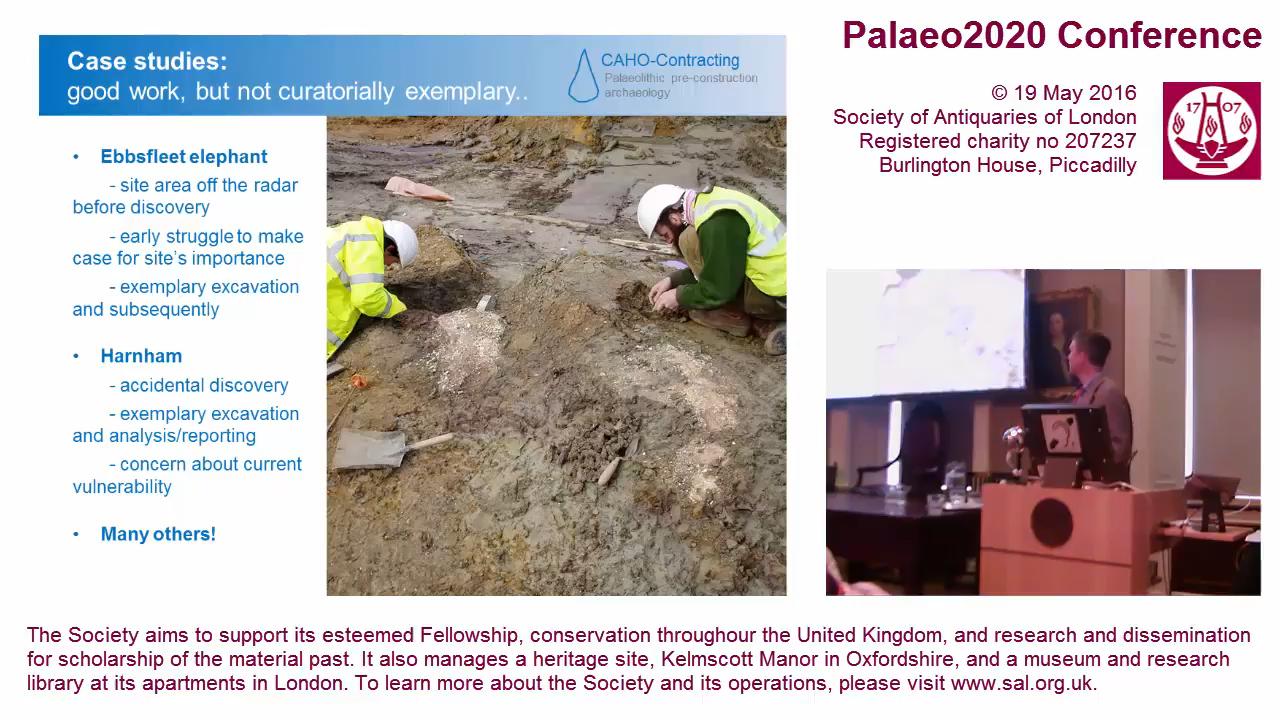 Case studies:
good work, but not curatorially exemplary..
CAHO-Contracting
Palaeolithic pre-construction
archaeology
• Ebbsfleet elephant
- site area off the radar
before discovery
- early struggle to make
case for site's importance
- exemplary excavation
and subsequently
• Harnham
- accidental discovery
- exemplary excavation
and analysis/reporting
- concern about current
vulnerability
• Many others!
Palaeo2020 Conference
© 19 May 2016
Society of Antiquaries of London
Registered charity no 207237
Burlington House, Piccadilly
17 07
The Society aims to support its esteemed Fellowship, conservation throughour the United Kingdom, and research and dissemination
for scholarship of the material past. It also manages a heritage site, Kelmscott Manor in Oxfordshire, and a museum and research
library at its apartments in London. To learn more about the Society and its operations, please visit www.sal.org.uk.